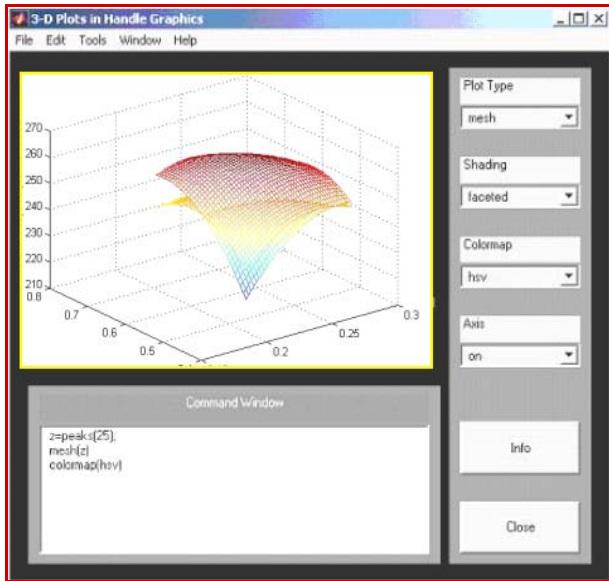 3-D Plots in Handle Graphics
File Edit Tools Window Help
270
260
250
240
230
220
210
0.8
0.7
0.6
0.5
0.2
0.25
0.3
Plot Type
mesh
Shading
faceted
Colormap
hsv
Axis
on
Command Window
z=peaks(25);
mesh(z)
colormap(hsv)
Info
Close